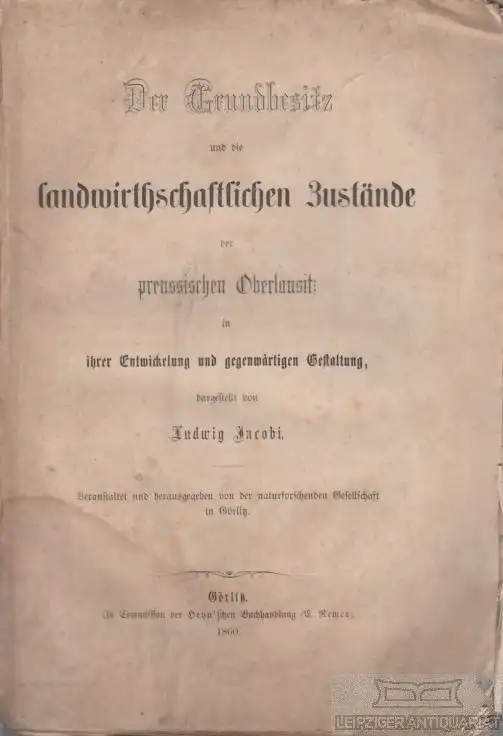 Der Grundbesitz
und die
landwirthschaftlichen Zustände
der
preussischen Oberlausitz
in
ihrer Entwickelung und gegenwärtigen Gestaltung,
dargestellt von
Ludwig Jacobi.
Veranstaltet und herausgegeben von der naturforschenden Gesellschaft
in Görlitz.
Görlitz.
In Commission der Heyn'schen Buchhandlung (E. Remer).
1860.
LEIPZIGER ANTIQUARIAT